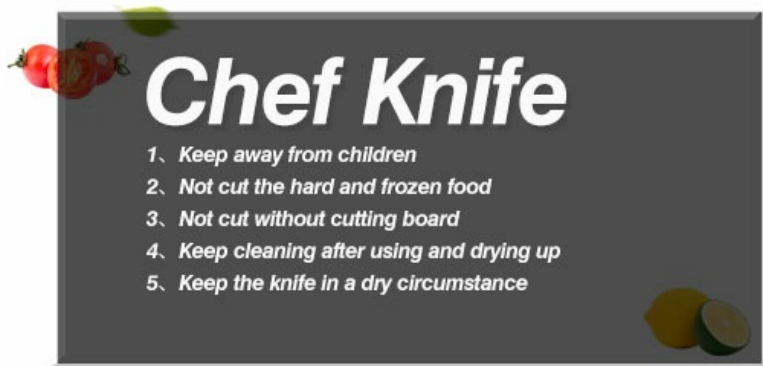 Chef Knife
1、Keep away from children
2、Not cut the hard and frozen food
3、Not cut without cutting board
4、Keep cleaning after using and drying up
5、Keep the knife in a dry circumstance